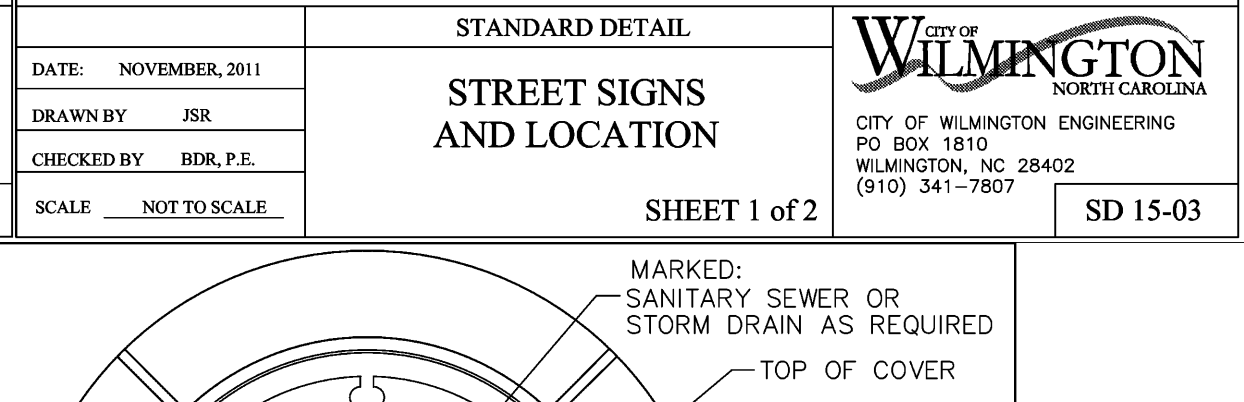 STANDARD DETAIL
DATE: NOVEMBER, 2011
DRAWN BY JSR
CHECKED BY BDR, P.E.
SCALE NOT TO SCALE
STREET SIGNS
AND LOCATION
SHEET 1 of 2
CITY OF
WILMINGTON
NORTH CAROLINA
CITY OF WILMINGTON ENGINEERING
PO BOX 1810
WILMINGTON, NC 28402
(910) 341-7807
SD 15-03
MARKED:
SANITARY SEWER OR
STORM DRAIN AS REQUIRED
TOP OF COVER